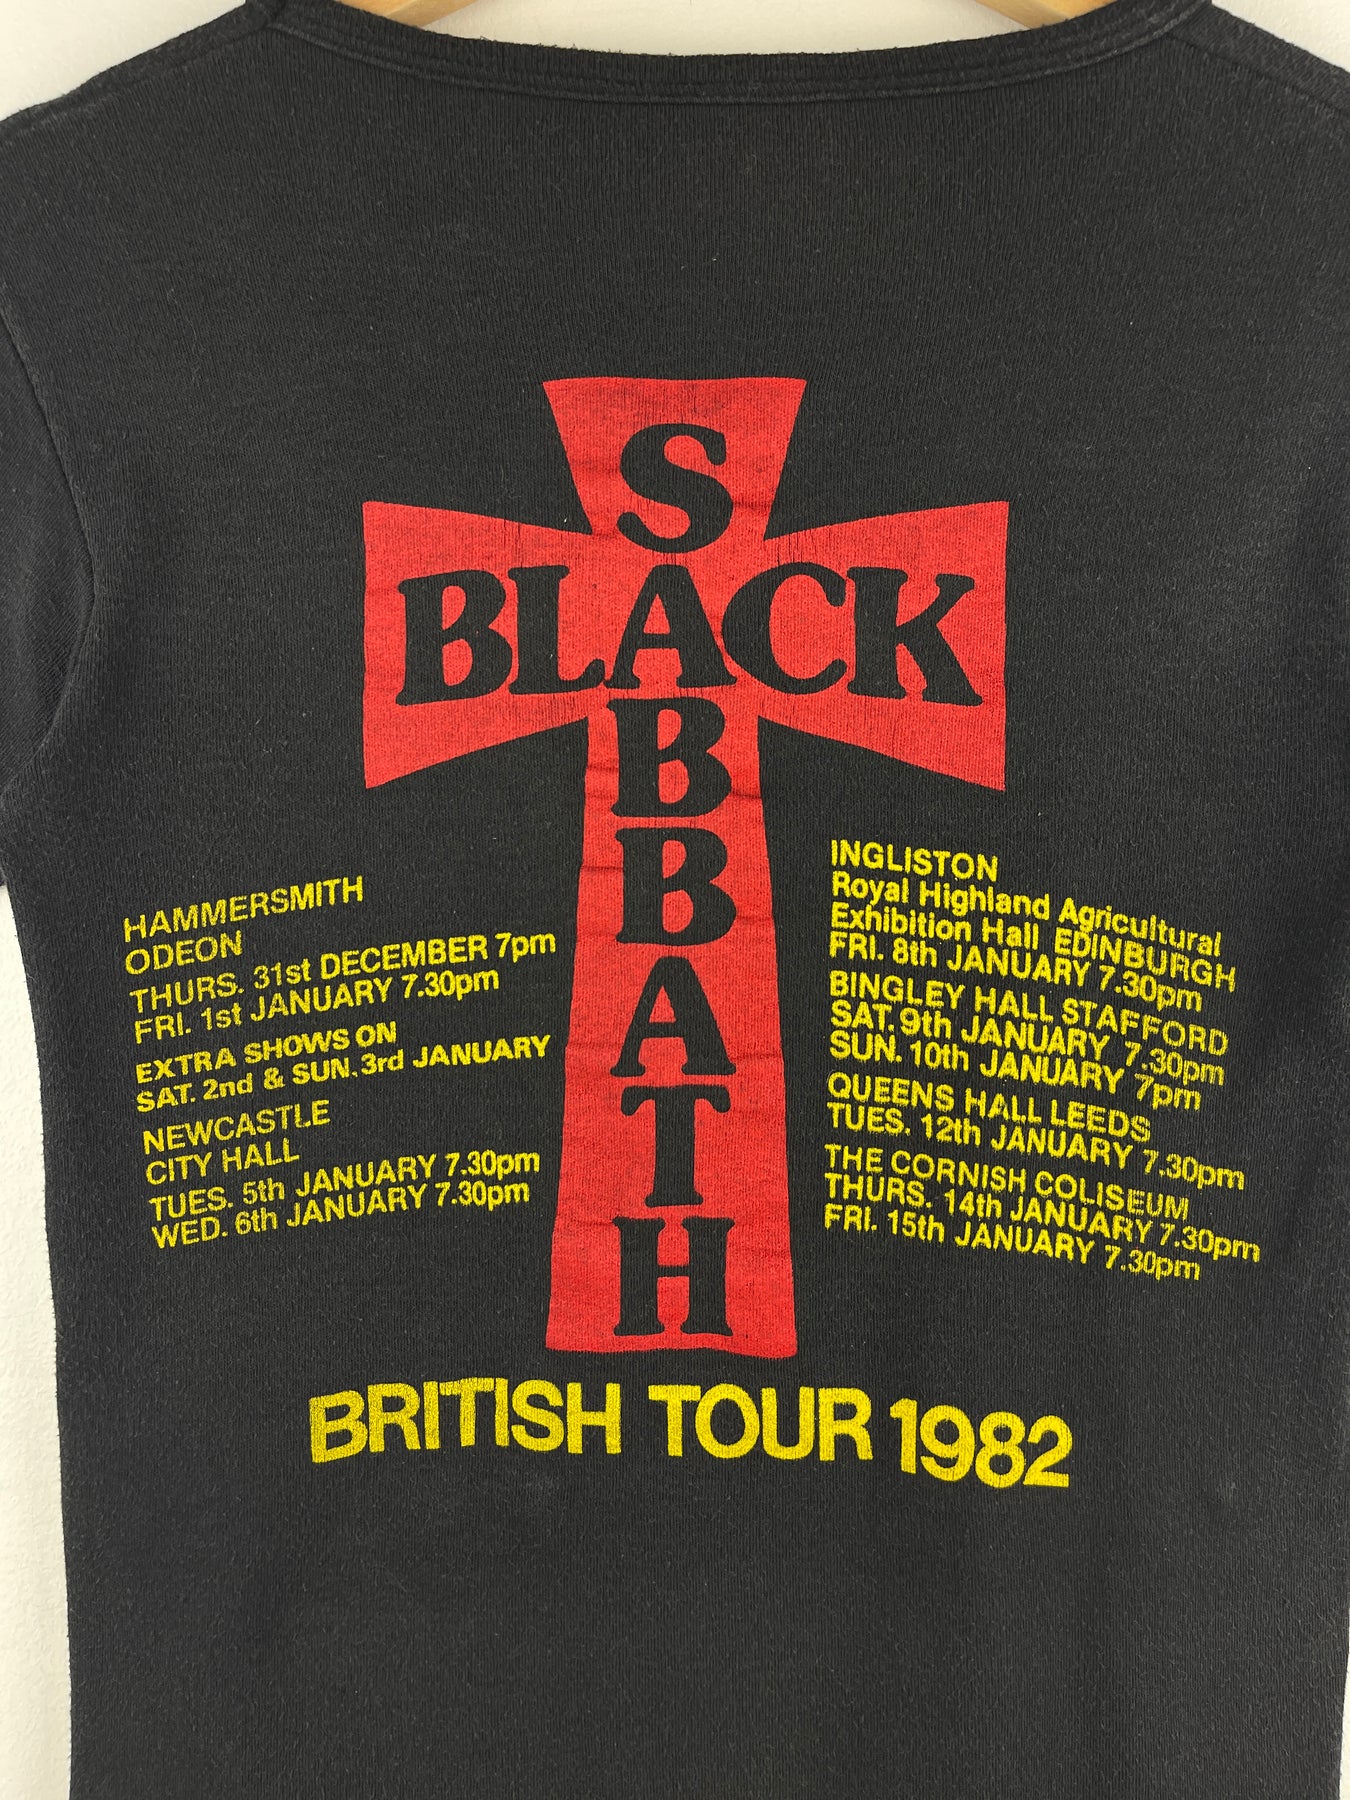 BLACK
SABBATH
HAMMERSMITH
ODEON
THURS. 31st DECEMBER 7pm
FRI. 1st JANUARY 7.30pm
EXTRA SHOWS ON
SAT. 2nd & SUN. 3rd JANUARY
NEWCASTLE
CITY HALL
TUES. 5th JANUARY 7.30pm
WED. 6th JANUARY 7.30pm
INGLISTON
Royal Highland Agricultural
Exhibition Hall EDINBURGH
FRI. 8th JANUARY 7.30pm
BINGLEY HALL STAFFORD
SAT. 9th JANUARY 7.30pm
SUN. 10th JANUARY 7pm
QUEENS HALL LEEDS
TUES. 12th JANUARY 7.30pm
THE CORNISH COLISEUM
THURS. 14th JANUARY 7.30pm
FRI. 15th JANUARY 7.30pm
BRITISH TOUR 1982